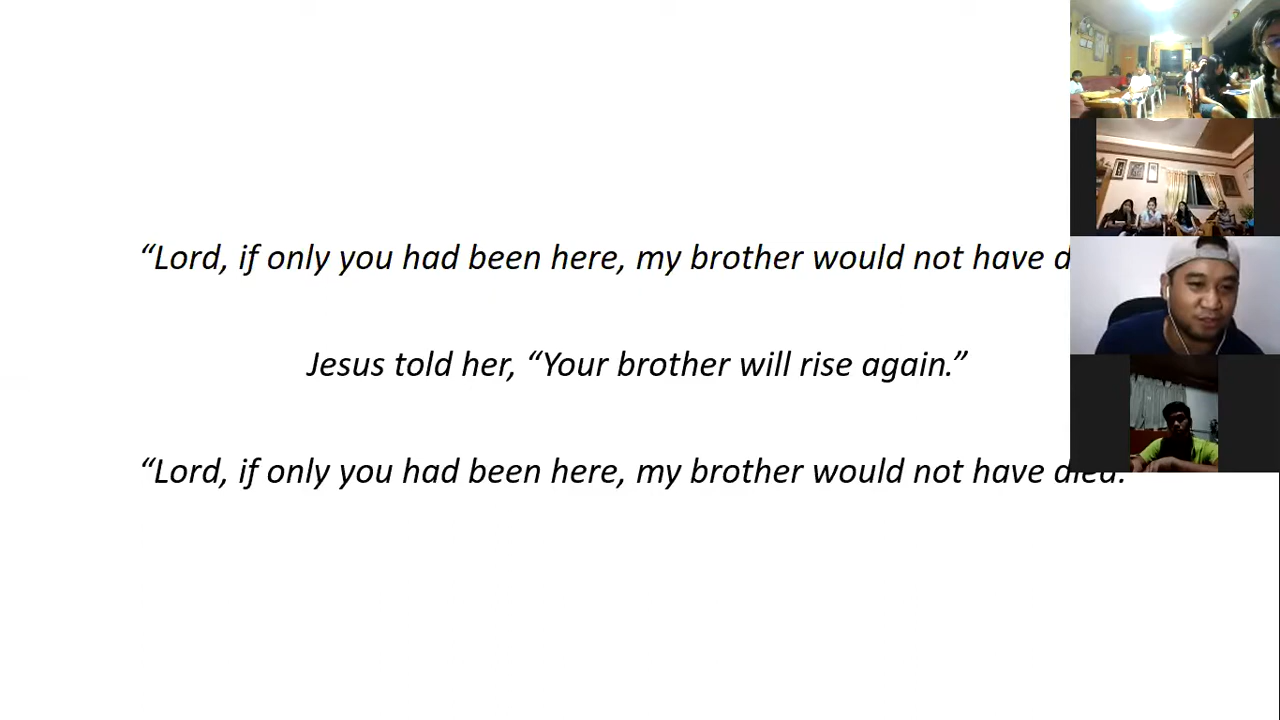 “Lord, if only you had been here, my brother would not have
Jesus told her, “Your brother will rise again.”
“Lord, if only you had been here, my brother would not have died.